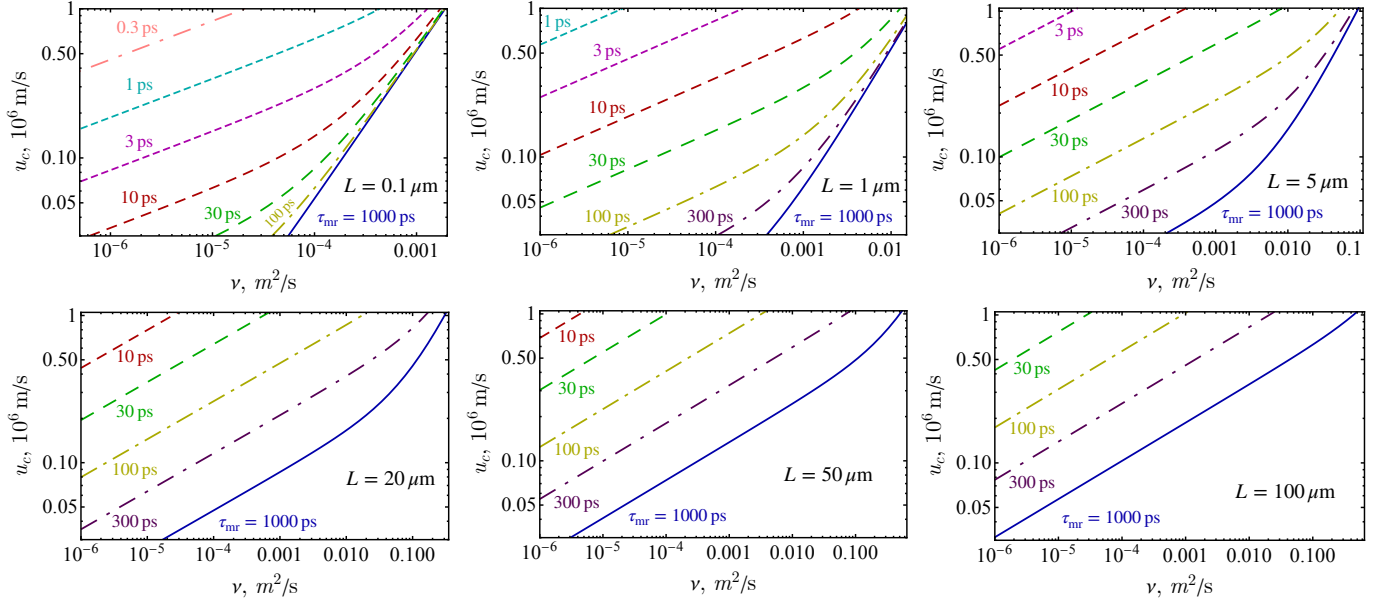 u_c, 10^6 m/s
0.50
0.10
0.05
0.3 ps
1 ps
3 ps
10 ps
30 ps
100 ps
L = 0.1 μm
τ_mr = 1000 ps
10^-6 10^-5 10^-4 0.001
ν, m^2/s
u_c, 10^6 m/s
1
0.50
0.10
0.05
1 ps
3 ps
10 ps
30 ps
100 ps
300 ps
L = 1 μm
τ_mr = 1000 ps
10^-6 10^-5 10^-4 0.001 0.01
ν, m^2/s
u_c, 10^6 m/s
1
0.50
0.10
0.05
3 ps
10 ps
30 ps
100 ps
300 ps
L = 5 μm
τ_mr = 1000 ps
10^-6 10^-5 10^-4 0.001 0.010 0.1
ν, m^2/s
u_c, 10^6 m/s
1
0.50
0.10
0.05
10 ps
30 ps
100 ps
300 ps
L = 20 μm
τ_mr = 1000 ps
10^-6 10^-5 10^-4 0.001 0.010 0.100
ν, m^2/s
u_c, 10^6 m/s
1
0.50
0.10
0.05
10 ps
30 ps
100 ps
300 ps
L = 50 μm
τ_mr = 1000 ps
10^-6 10^-5 10^-4 0.001 0.010 0.100
ν, m^2/s
u_c, 10^6 m/s
1
0.50
0.10
0.05
30 ps
100 ps
300 ps
L = 100 μm
τ_mr = 1000 ps
10^-6 10^-5 10^-4 0.001 0.010 0.100
ν, m^2/s